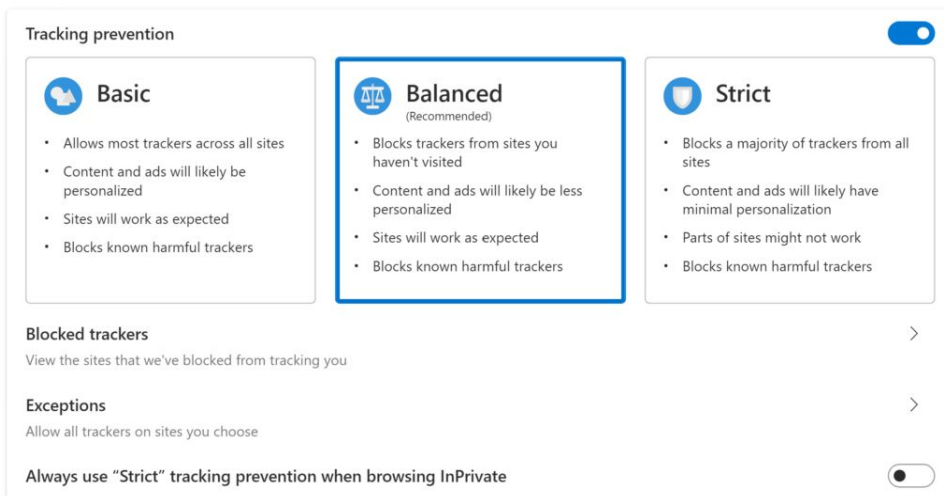 Tracking prevention
Basic
• Allows most trackers across all sites
• Content and ads will likely be
personalized
• Sites will work as expected
• Blocks known harmful trackers
Balanced
(Recommended)
• Blocks trackers from sites you
haven't visited
• Content and ads will likely be less
personalized
• Sites will work as expected
• Blocks known harmful trackers
Strict
• Blocks a majority of trackers from all
sites
• Content and ads will likely have
minimal personalization
• Parts of sites might not work
• Blocks known harmful trackers
Blocked trackers
View the sites that we've blocked from tracking you
Exceptions
Allow all trackers on sites you choose
Always use “Strict” tracking prevention when browsing InPrivate